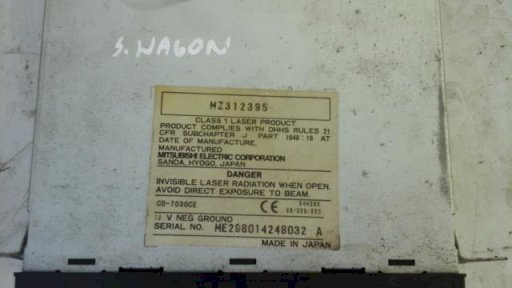 S. WAGON
MZ312395
CLASS 1 LASER PRODUCT
PRODUCT COMPLIES WITH DHHS RULES 21
CFR SUBCHAPTER J PART 1040.10 AT
DATE OF MANUFACTURE.
MANUFACTURED
MITSUBISHI ELECTRIC CORPORATION
SANDA, HYOGO, JAPAN
DANGER
INVISIBLE LASER RADIATION WHEN OPEN.
AVOID DIRECT EXPOSURE TO BEAM.
CD-7080CE CE
12 V NEG GROUND
SERIAL NO. ME298014248032 A
MADE IN JAPAN